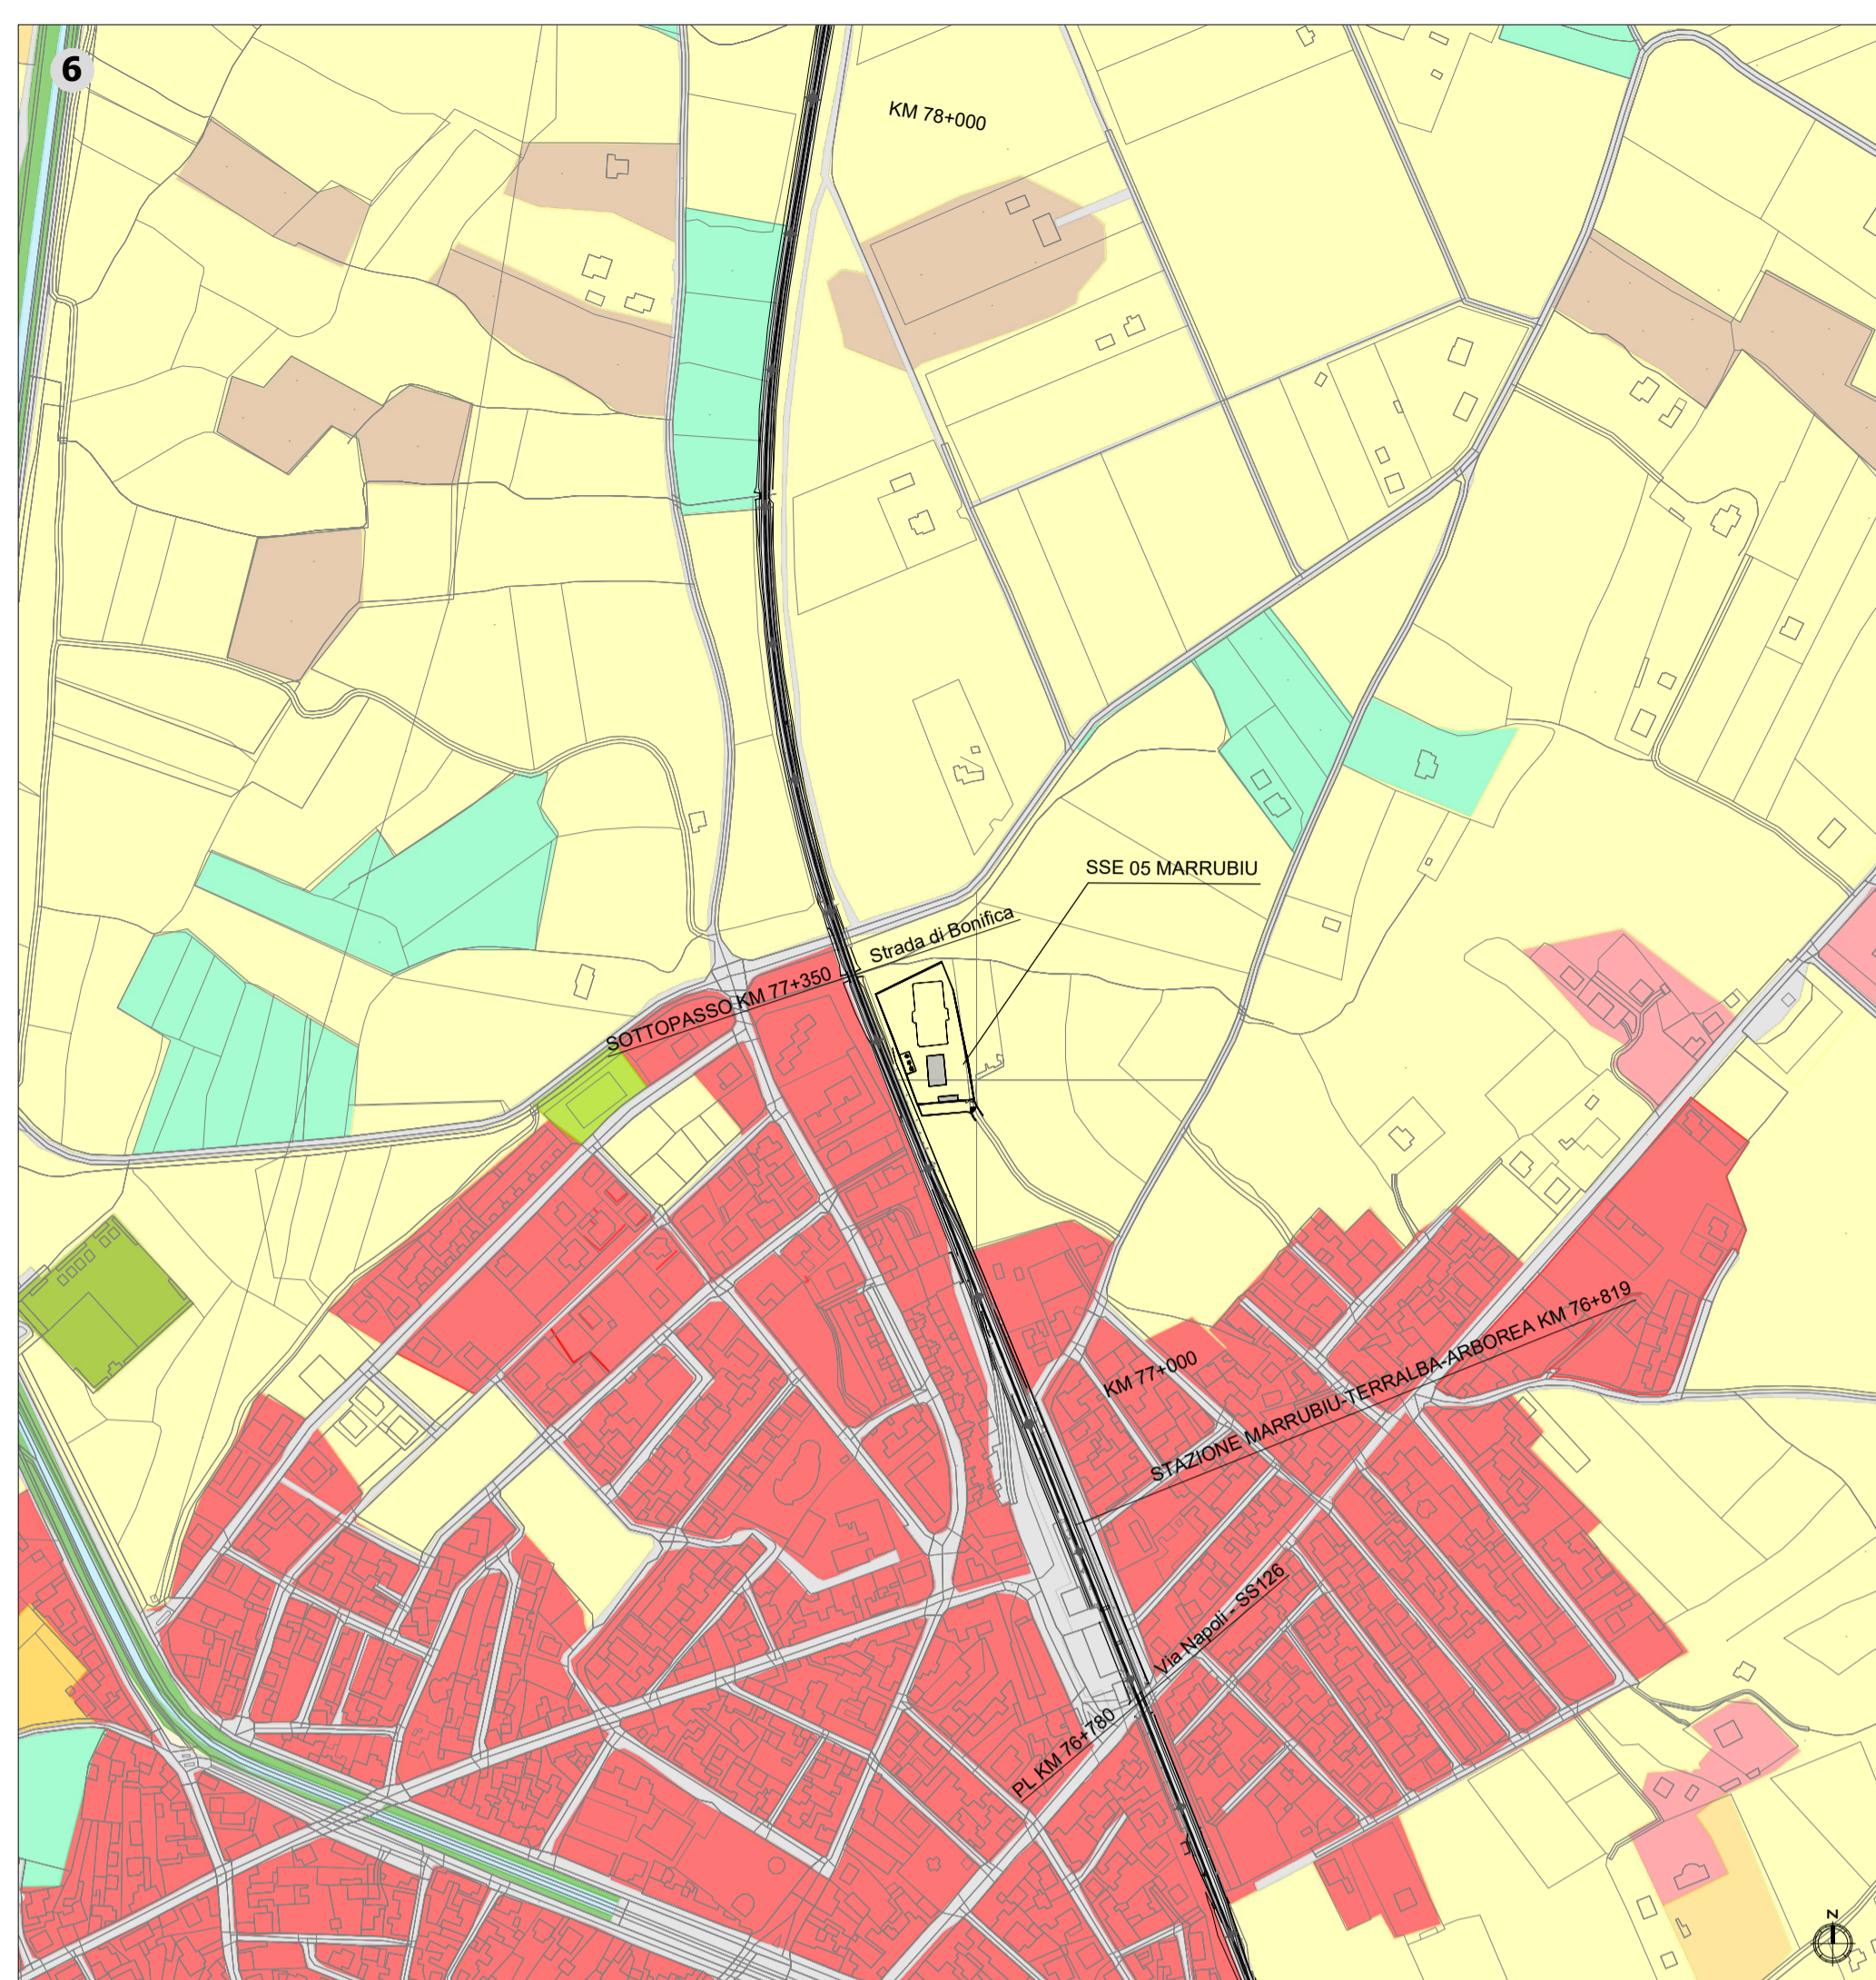 6
KM 78+000
SSE 05 MARRUBIU
Strada di Bonifica
SOTTOPASSO KM 77+350
KM 77+000
STAZIONE MARRUBIU-TERRALBA-ARBOREA KM 76+819
Via Napoli - SS126
PL KM 76+780
N